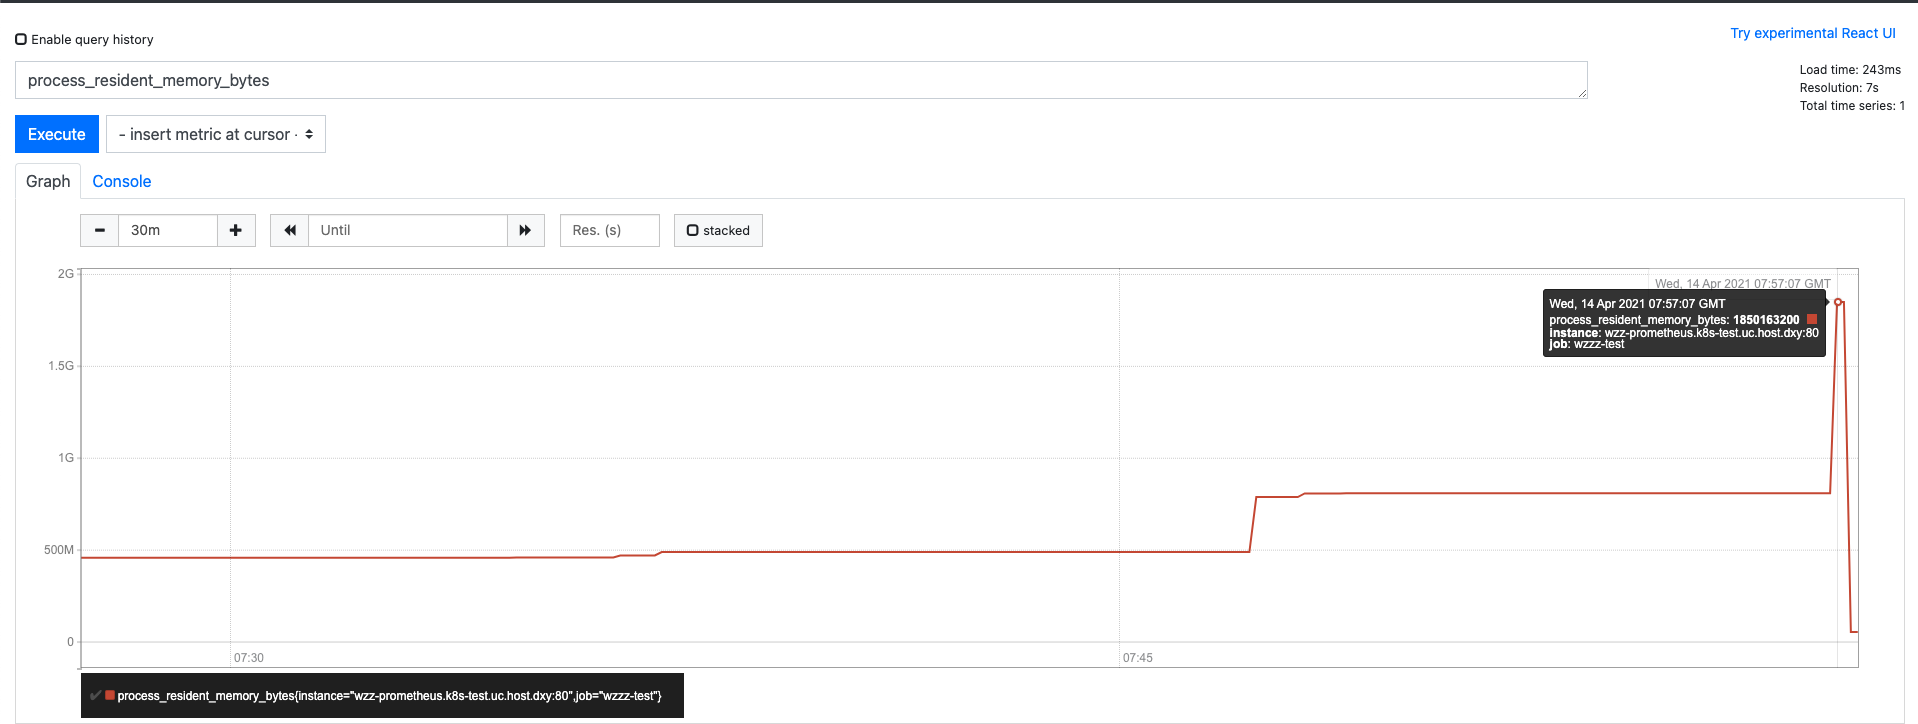 Enable query history
Try experimental React UI
process_resident_memory_bytes
Load time: 243ms
Resolution: 7s
Total time series: 1
Execute
- insert metric at cursor -
Graph
Console
30m
Until
Res. (s)
stacked
2G
Wed, 14 Apr 2021 07:57:07 GMT
Wed, 14 Apr 2021 07:57:07 GMT
process_resident_memory_bytes: 1850163200
instance: wzz-prometheus.k8s-test.uc.host.dxy:80
job: wzzz-test
1.5G
1G
500M
0
07:30
07:45
process_resident_memory_bytes{instance="wzz-prometheus.k8s-test.uc.host.dxy:80",job="wzzz-test"}